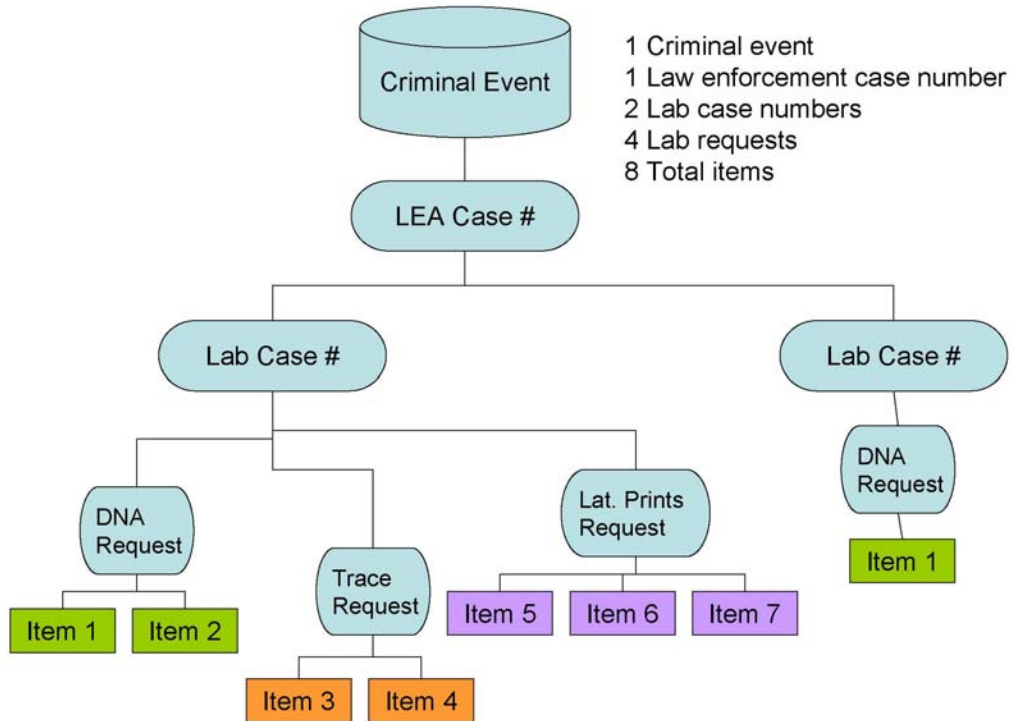 Criminal Event
1 Criminal event
1 Law enforcement case number
2 Lab case numbers
4 Lab requests
8 Total items
LEA Case #
Lab Case #
Lab Case #
DNA
Request
Trace
Request
Lat. Prints
Request
DNA
Request
Item 1
Item 2
Item 3
Item 4
Item 5
Item 6
Item 7
Item 1